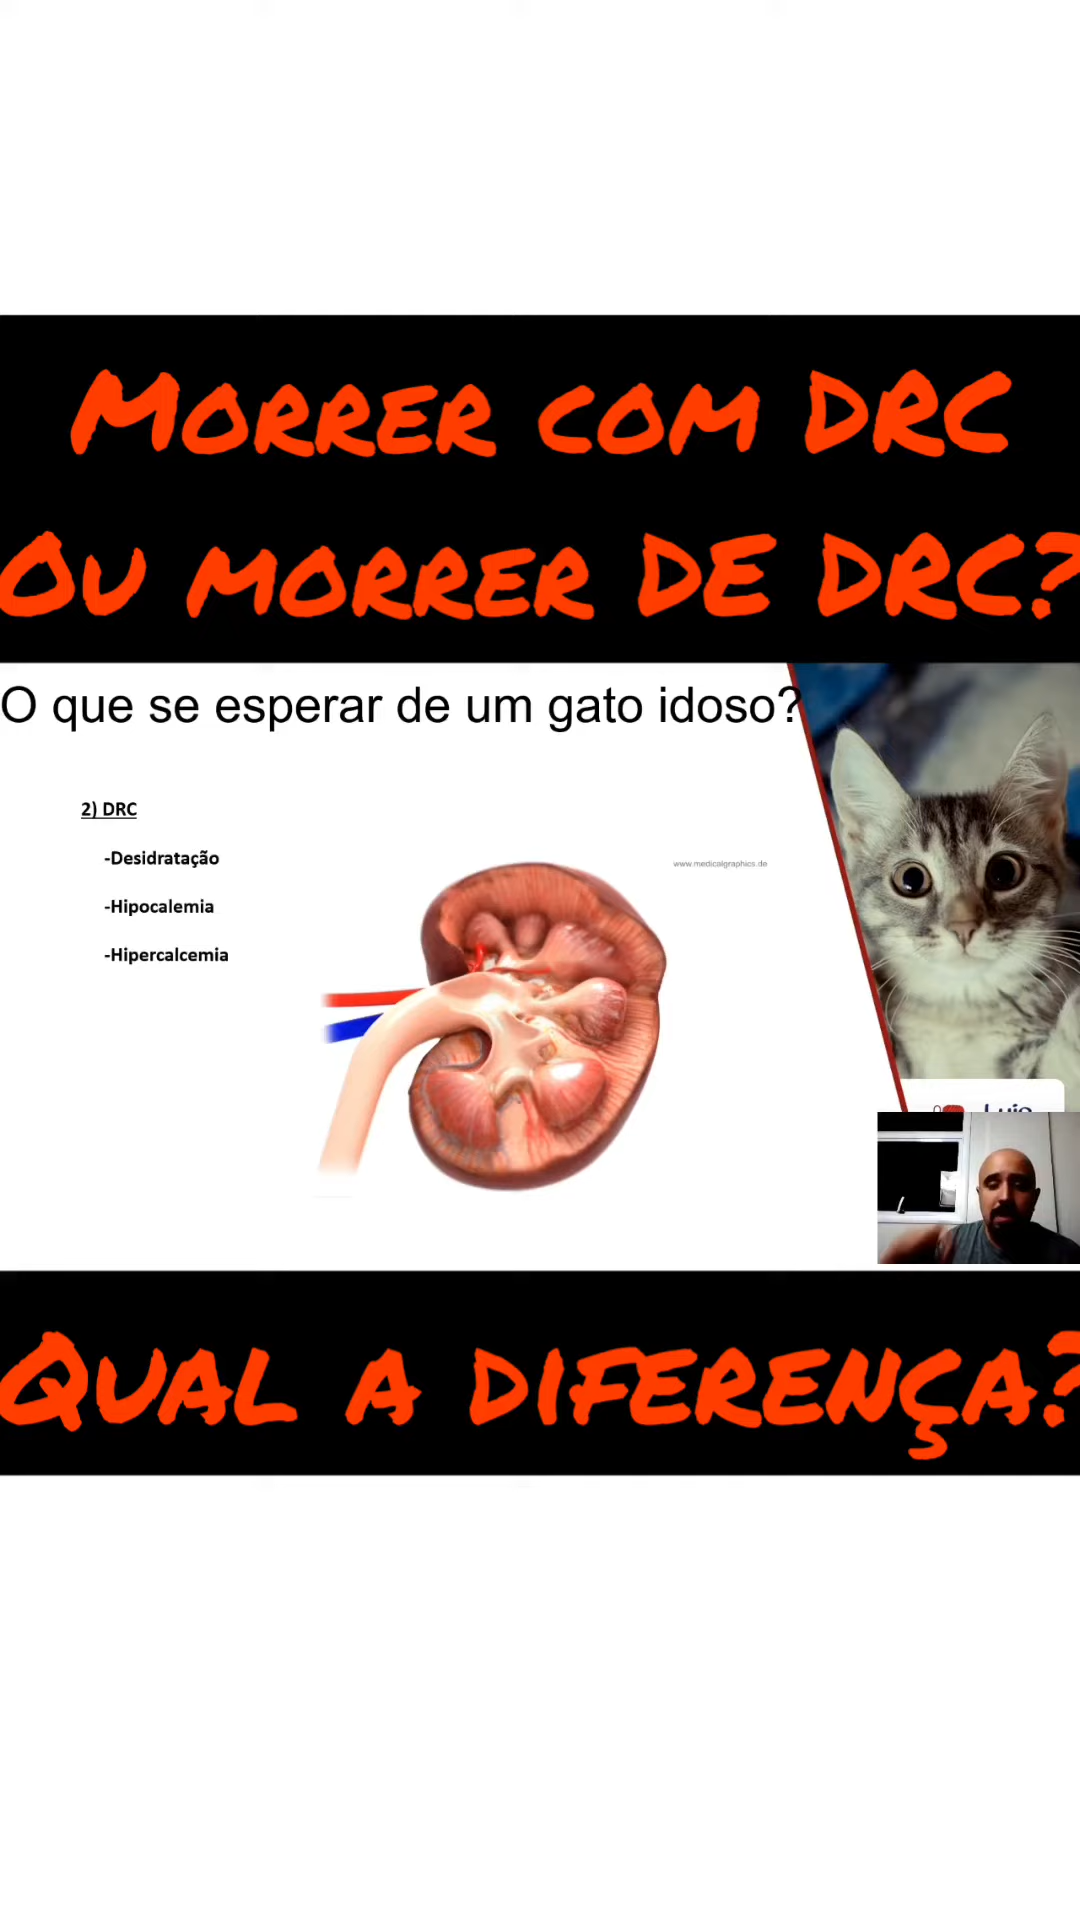 Morrer com DRC
Ou morrer DE DRC?
O que se esperar de um gato idoso?
2) DRC
-Desidratação
-Hipocalemia
-Hipercalcemia
www.medicalgraphics.de
Qual a diferença?